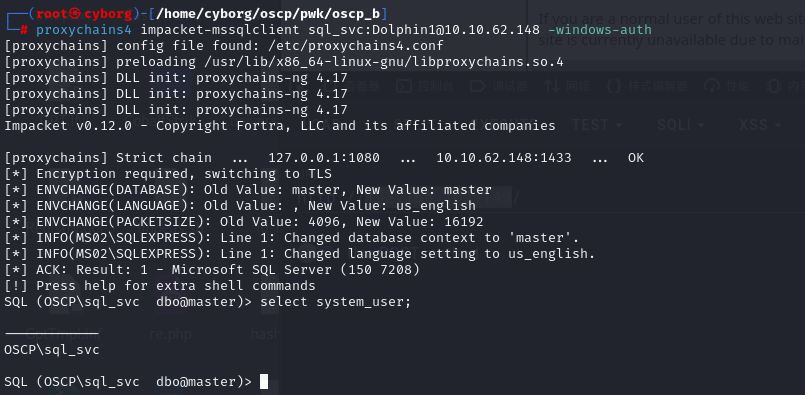 ┌──(root㉿cyborg)-[/home/cyborg/oscp/pwk/oscp_b]
└─# proxychains4 impacket-mssqlclient sql_svc:Dolphin1@10.10.62.148 -windows-auth
[proxychains] config file found: /etc/proxychains4.conf
[proxychains] preloading /usr/lib/x86_64-linux-gnu/libproxychains.so.4
[proxychains] DLL init: proxychains-ng 4.17
[proxychains] DLL init: proxychains-ng 4.17
[proxychains] DLL init: proxychains-ng 4.17
Impacket v0.12.0 - Copyright Fortra, LLC and its affiliated companies
[proxychains] Strict chain  ...  127.0.0.1:1080  ...  10.10.62.148:1433  ...  OK
[*] Encryption required, switching to TLS
[*] ENVCHANGE(DATABASE): Old Value: master, New Value: master
[*] ENVCHANGE(LANGUAGE): Old Value: , New Value: us_english
[*] ENVCHANGE(PACKETSIZE): Old Value: 4096, New Value: 16192
[*] INFO(MS02\SQLEXPRESS): Line 1: Changed database context to 'master'.
[*] INFO(MS02\SQLEXPRESS): Line 1: Changed language setting to us_english.
[*] ACK: Result: 1 - Microsoft SQL Server (150 7208)
[!] Press help for extra shell commands
SQL (OSCP\sql_svc  dbo@master)> select system_user;
------------
OSCP\sql_svc
SQL (OSCP\sql_svc  dbo@master)>
If you are a normal user of this web sit
site is currently unavailable due to mai
TEST
SQLI
XSS
re.php
hash